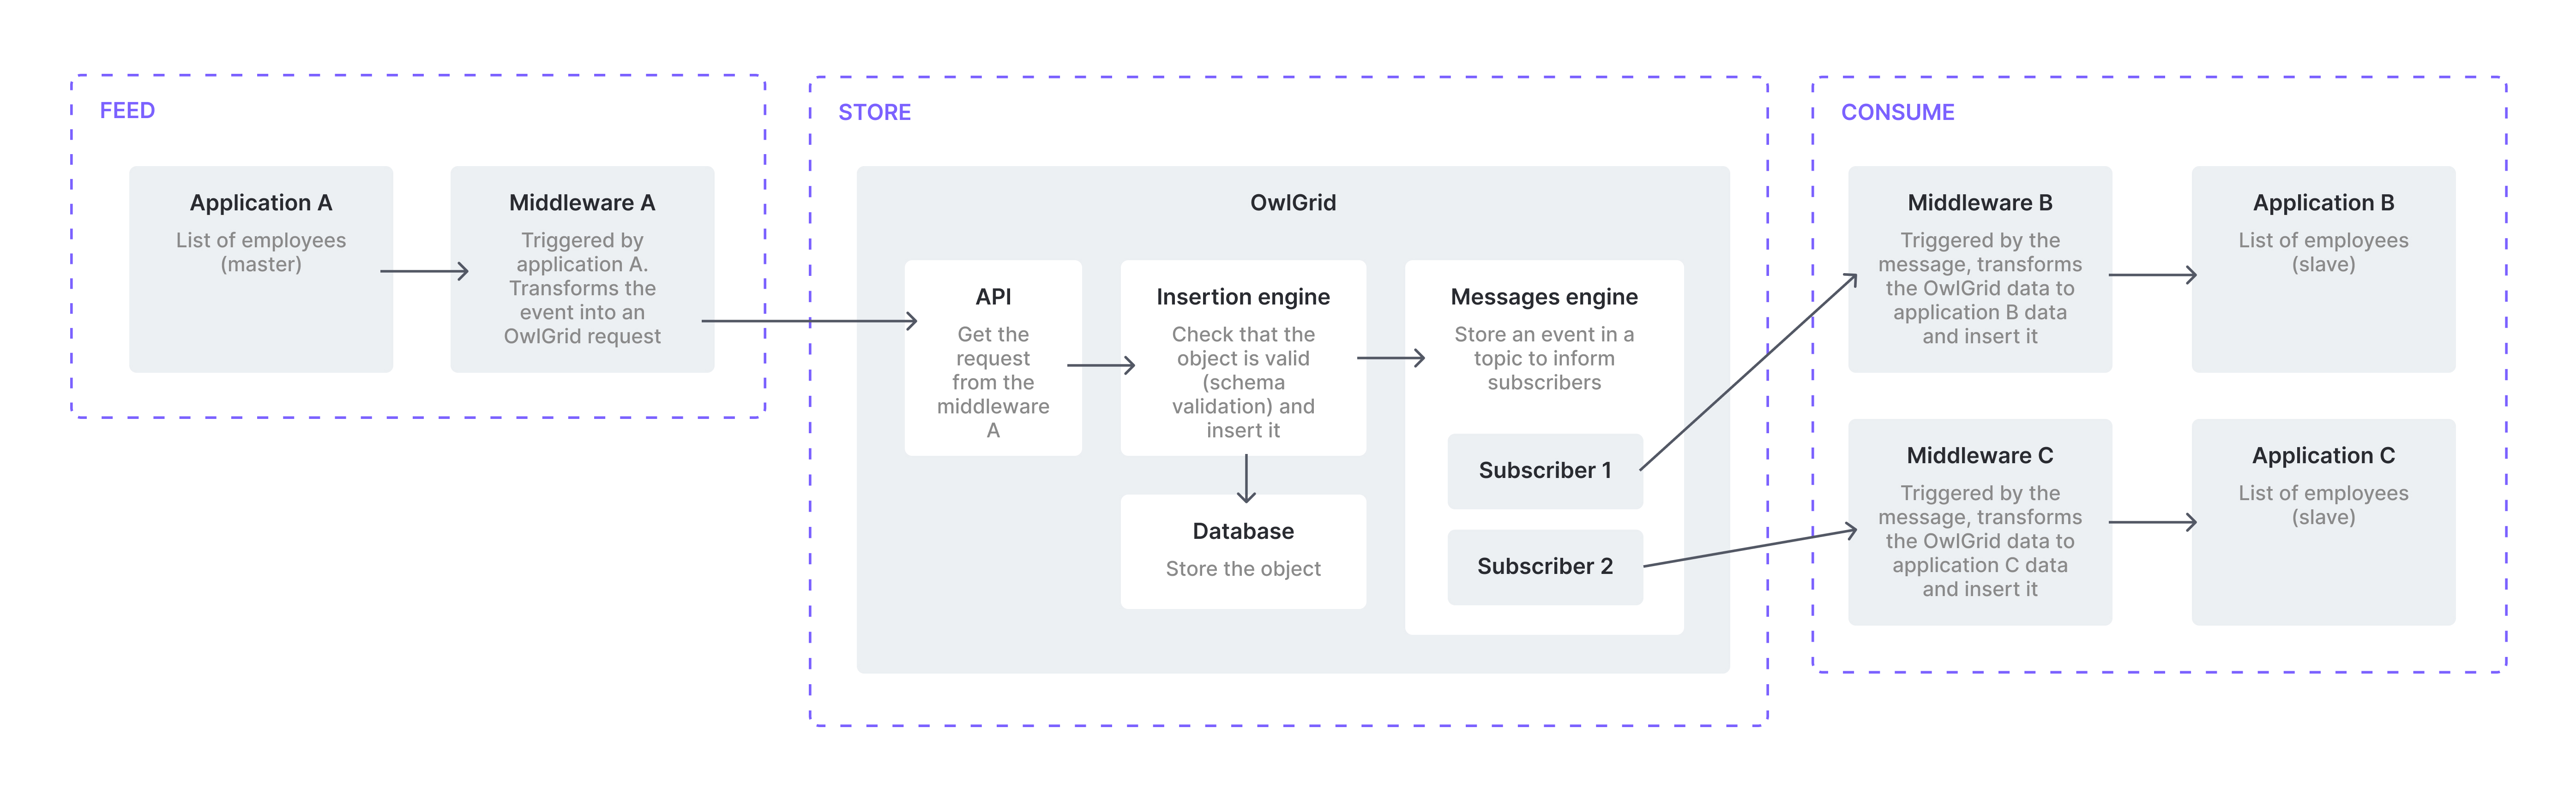 FEED
Application A
List of employees
(master)
Middleware A
Triggered by
application A.
Transforms the
event into an
OwlGrid request
STORE
OwlGrid
API
Get the
request
from the
middleware
A
Insertion engine
Check that the
object is valid
(schema
validation) and
insert it
Database
Store the object
Messages engine
Store an event in a
topic to inform
subscribers
Subscriber 1
Subscriber 2
CONSUME
Middleware B
Triggered by the
message, transforms
the OwlGrid data to
application B data
and insert it
Application B
List of employees
(slave)
Middleware C
Triggered by the
message, transforms
the OwlGrid data to
application C data
and insert it
Application C
List of employees
(slave)